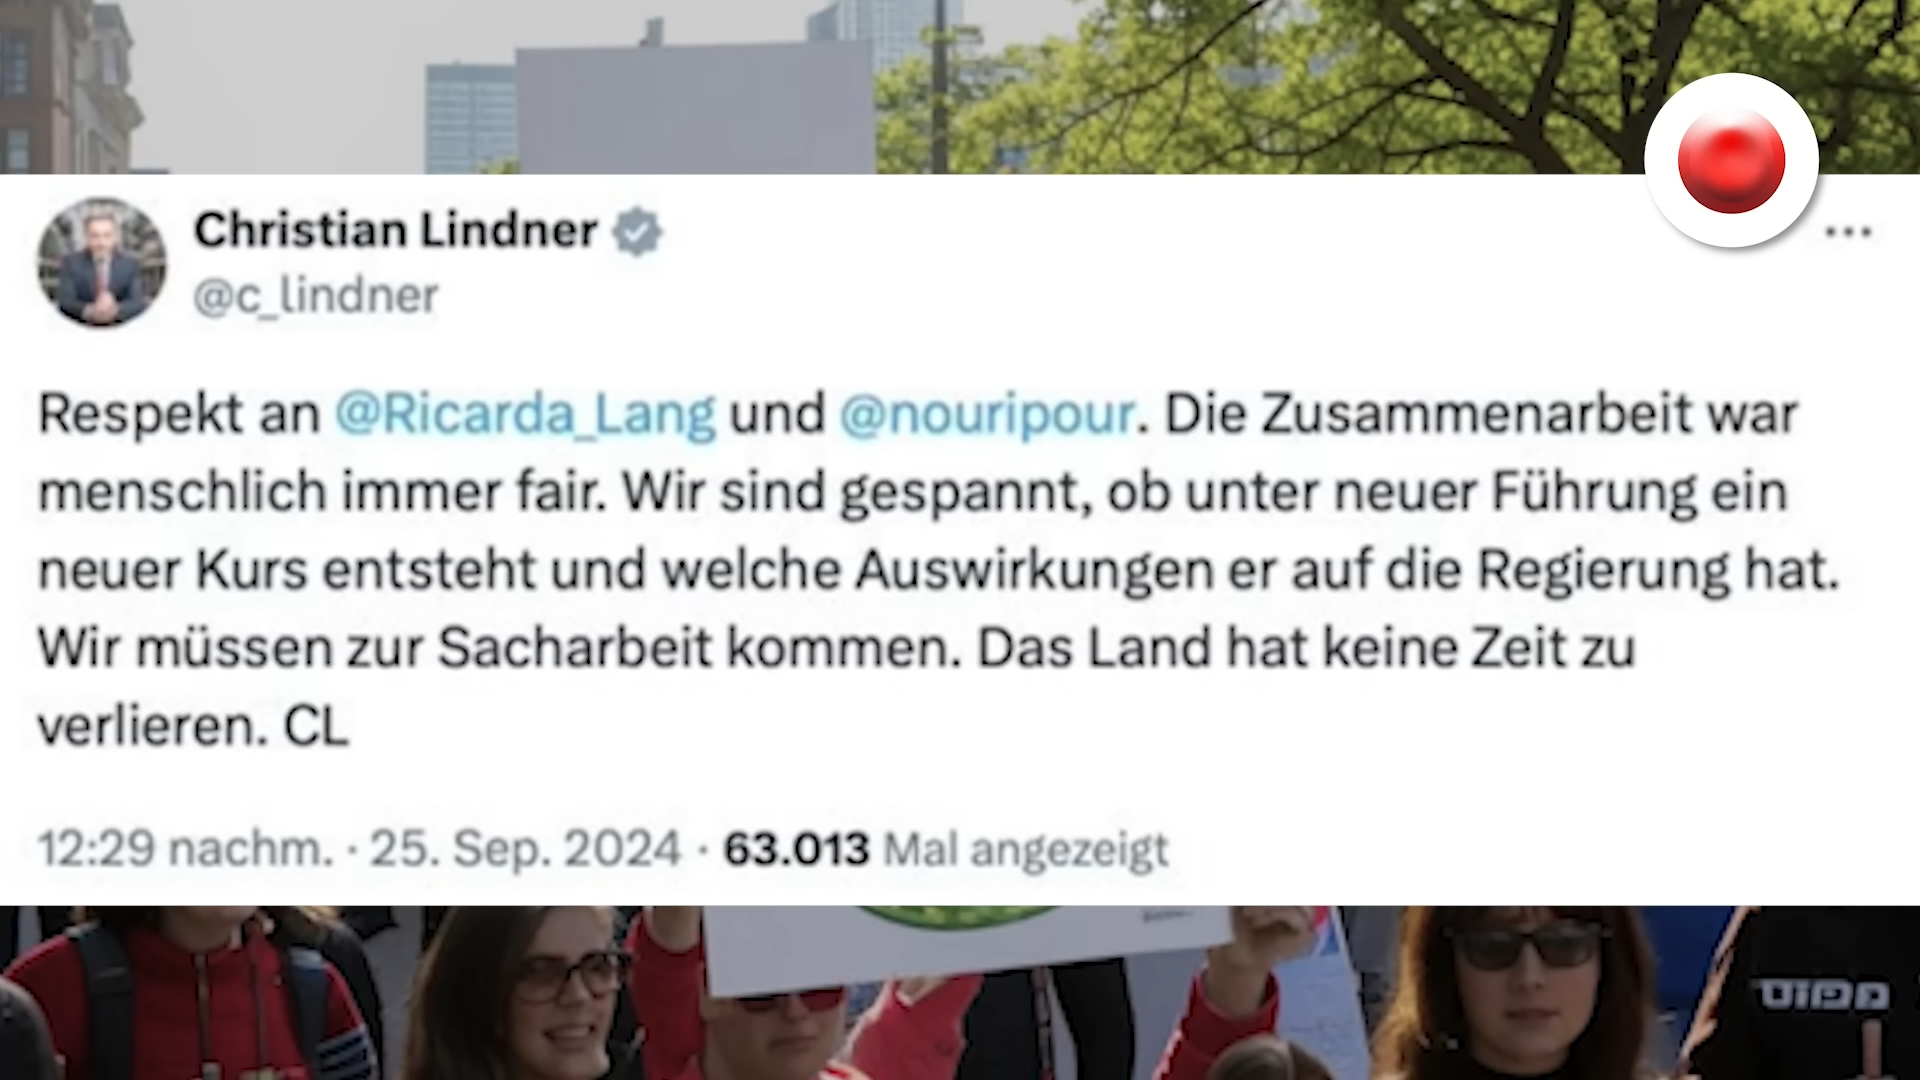 Christian Lindner
@c_lindner
Respekt an @Ricarda_Lang und @nouripour. Die Zusammenarbeit war
menschlich immer fair. Wir sind gespannt, ob unter neuer Führung ein
neuer Kurs entsteht und welche Auswirkungen er auf die Regierung hat.
Wir müssen zur Sacharbeit kommen. Das Land hat keine Zeit zu
verlieren. CL
12:29 nachm. · 25. Sep. 2024 · 63.013 Mal angezeigt